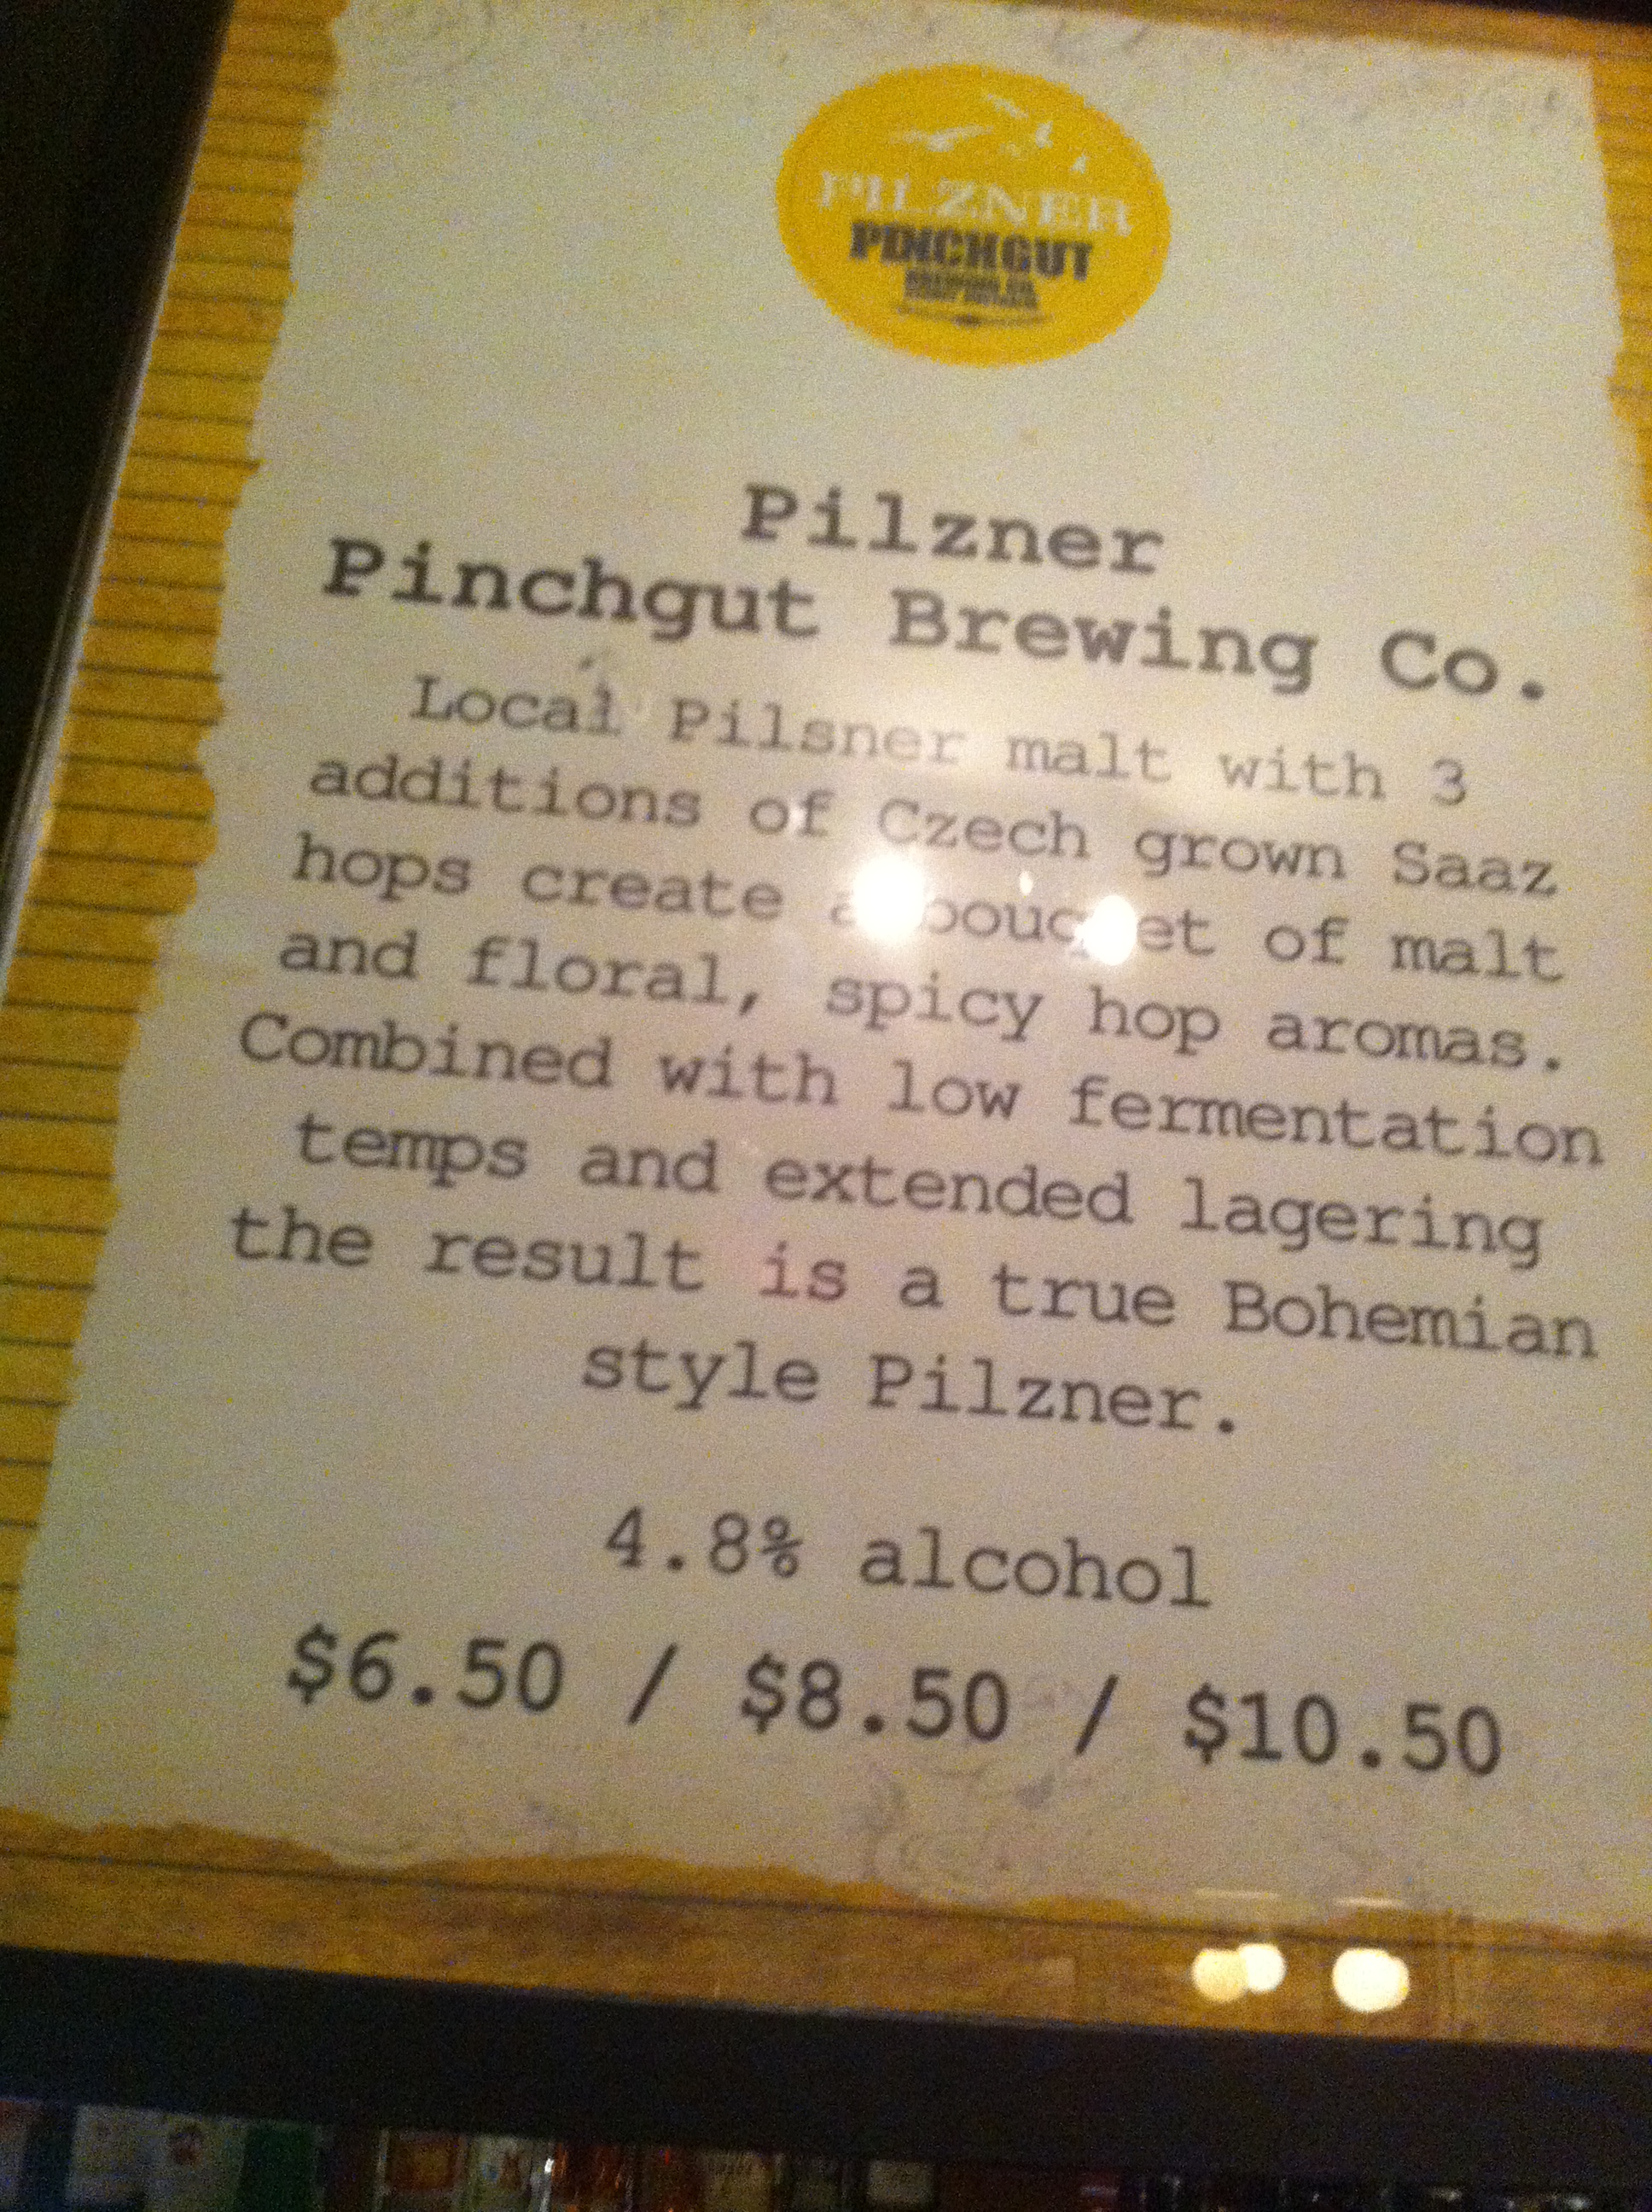 PILZNER
PINCHGUT
BREWING CO.
Pilzner
Pinchgut Brewing Co.
Local Pilsner malt with 3
additions of Czech grown Saaz
hops create a bouquet of malt
and floral, spicy hop aromas.
Combined with low fermentation
temps and extended lagering
the result is a true Bohemian
style Pilzner.
4.8% alcohol
$6.50 / $8.50 / $10.50